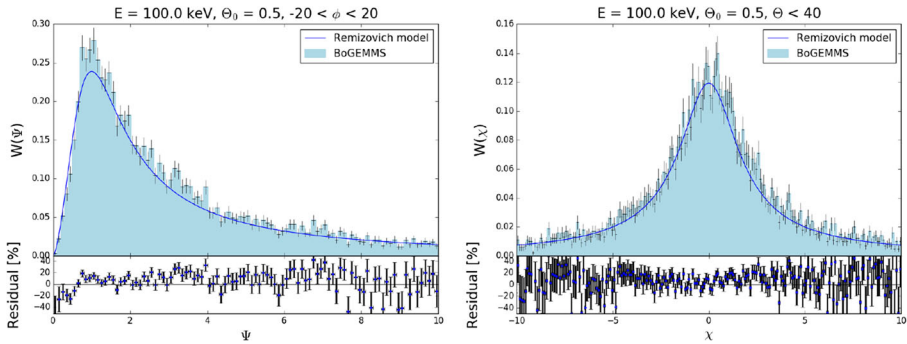 E = 100.0 keV, Θ₀ = 0.5, -20 < ϕ < 20
0.30
0.25
0.20
0.15
0.10
0.05
0.00
W(Ψ)
Remizovich model
BoGEMMS
Residual [%]
40
20
0
−20
−40
0 2 4 6 8 10
Ψ
E = 100.0 keV, Θ₀ = 0.5, Θ < 40
0.16
0.14
0.12
0.10
0.08
0.06
0.04
0.02
0.00
W(χ)
Remizovich model
BoGEMMS
Residual [%]
40
20
0
−20
−40
−10 −5 0 5 10
χ